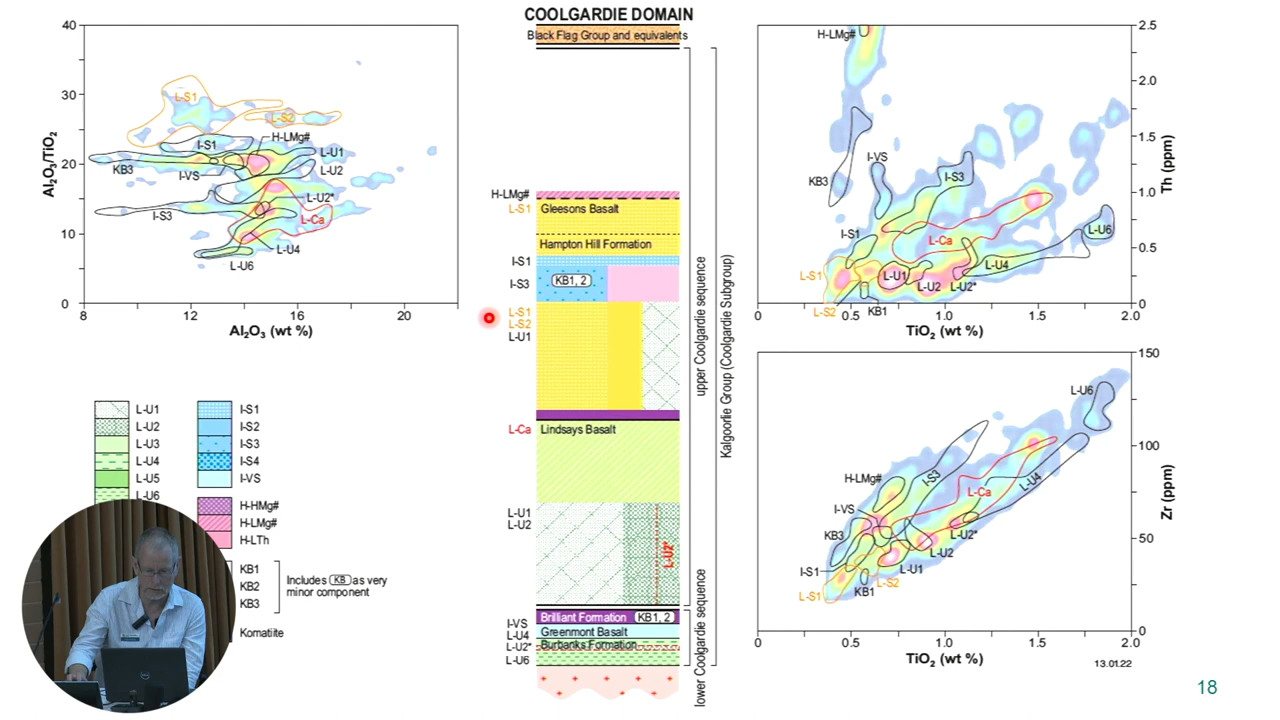 COOLGARDIE DOMAIN
Black Flag Group and equivalents
40
30
20
10
0
8
12
16
20
Al₂O₃/TiO₂
Al₂O₃ (wt %)
L-S1
L-S2
H-LMg#
I-S1
L-U1
KB3
I-VS
L-U2
L-U2*
I-S3
L-Ca
L-U4
L-U6
H-LMg#
L-S1
Gleesons Basalt
Hampton Hill Formation
I-S1
I-S3
KB1, 2
L-S1
L-S2
L-U1
L-Ca
Lindsays Basalt
L-U1
L-U2
L-U2*
I-VS
Brilliant Formation
KB1, 2
L-U4
Greenmont Basalt
L-U2*
Burbanks Formation
L-U6
upper Coolgardie sequence
lower Coolgardie sequence
Kalgoorlie Group (Coolgardie Subgroup)
H-LMg#
2.5
2.0
1.5
1.0
0.5
0
Th (ppm)
I-VS
KB3
I-S3
I-S1
L-Ca
L-U6
L-S1
L-U1
L-U4
L-U2
L-U2*
L-S2
KB1
0
0.5
1.0
1.5
2.0
TiO₂ (wt %)
150
100
50
0
Zr (ppm)
L-U6
H-LMg#
I-S3
L-Ca
L-U4
I-VS
KB3
L-U2*
L-U2
I-S1
L-U1
L-S2
L-S1
KB1
0
0.5
1.0
1.5
2.0
TiO₂ (wt %)
13.01.22
L-U1
L-U2
L-U3
L-U4
L-U5
L-U6
I-S1
I-S2
I-S3
I-S4
I-VS
H-HMg#
H-LMg#
H-LTh
KB1
KB2
KB3
Includes KB as very
minor component
Komatiite
18